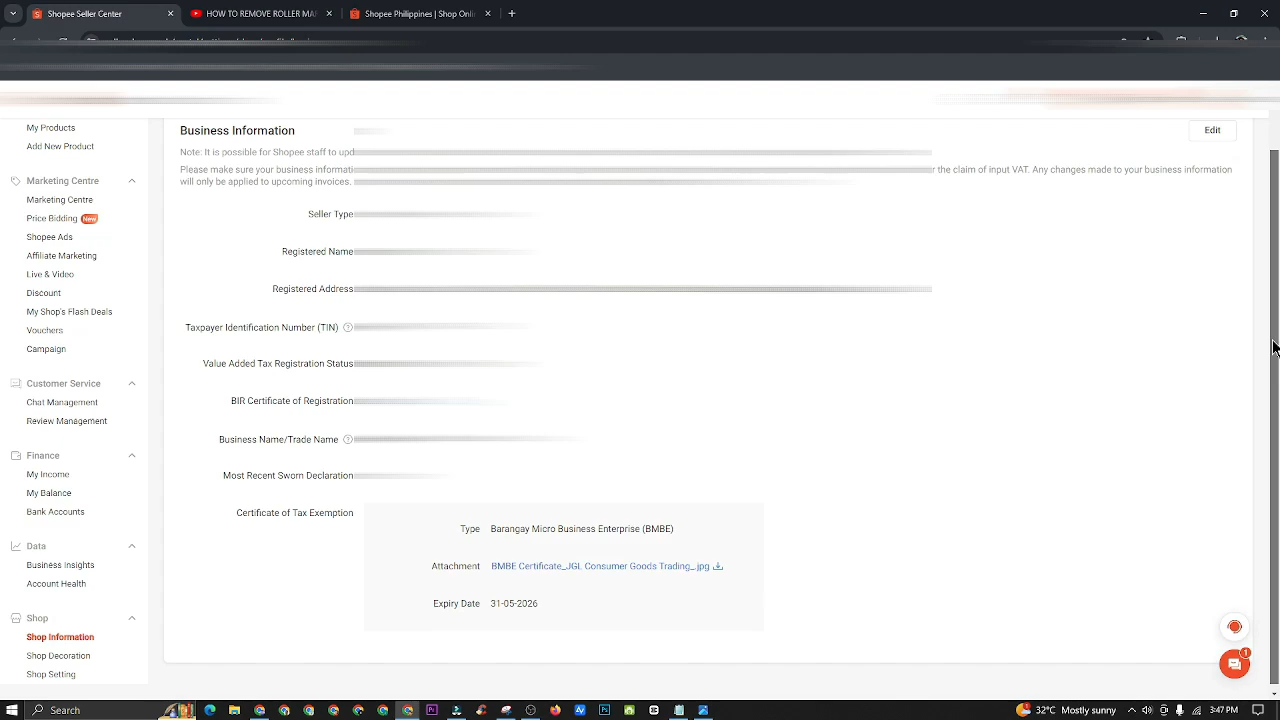 Shopee Seller Center
HOW TO REMOVE ROLLER MA
Shopee Philippines | Shop Onli
My Products
Add New Product
Marketing Centre
Marketing Centre
Price Bidding New
Shopee Ads
Affiliate Marketing
Live & Video
Discount
My Shop's Flash Deals
Vouchers
Campaign
Customer Service
Chat Management
Review Management
Finance
My Income
My Balance
Bank Accounts
Data
Business Insights
Account Health
Shop
Shop Information
Shop Decoration
Shop Setting
Business Information
Edit
Note: It is possible for Shopee staff to upd
Please make sure your business informati
r the claim of input VAT. Any changes made to your business information
will only be applied to upcoming invoices.
Seller Type
Registered Name
Registered Address
Taxpayer Identification Number (TIN) ?
Value Added Tax Registration Status
BIR Certificate of Registration
Business Name/Trade Name ?
Most Recent Sworn Declaration
Certificate of Tax Exemption
Type Barangay Micro Business Enterprise (BMBE)
Attachment BMBE Certificate_JGL Consumer Goods Trading_.jpg
Expiry Date 31-05-2026
1
Search
32°C Mostly sunny
3:47 PM